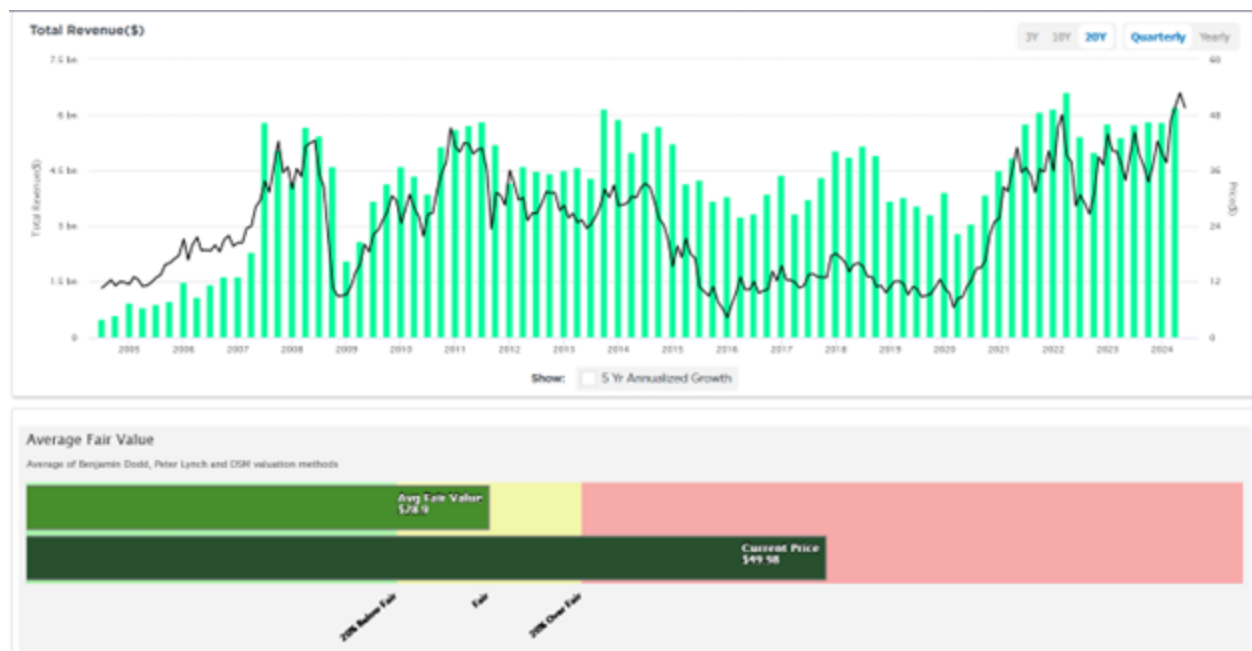 Total Revenue($)
3Y 10Y 20Y Quarterly Yearly
7.5 bn
6 bn
4.5 bn
3 bn
1.5 bn
0
Total Revenue($)
60
48
36
24
12
0
Price($)
2005 2006 2007 2008 2009 2010 2011 2012 2013 2014 2015 2016 2017 2018 2019 2020 2021 2022 2023 2024
Show: 5 Yr Annualized Growth
Average Fair Value
Average of Benjamin Dodd, Peter Lynch and DSM valuation methods
Avg Fair Value
$28.9
Current Price
$49.98
20% Below Fair
Fair
20% Over Fair